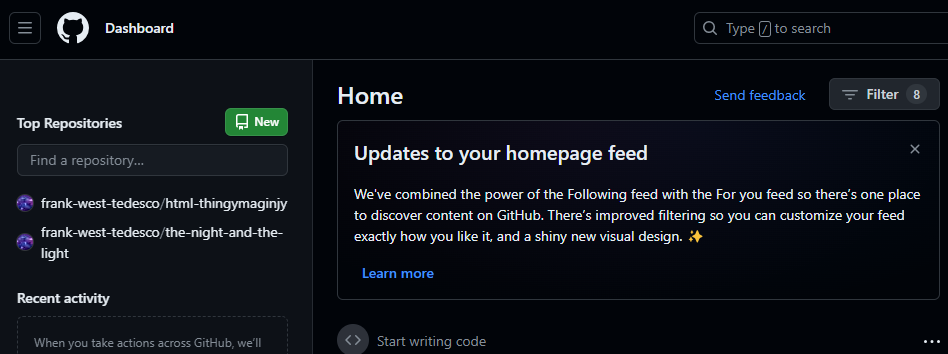 Dashboard
Type / to search
Top Repositories
New
Find a repository...
frank-west-tedesco/html-thingymaginjy
frank-west-tedesco/the-night-and-the-
light
Recent activity
When you take actions across GitHub, we'll
Home
Send feedback
Filter 8
Updates to your homepage feed
We've combined the power of the Following feed with the For you feed so there's one place
to discover content on GitHub. There's improved filtering so you can customize your feed
exactly how you like it, and a shiny new visual design. ✨
Learn more
Start writing code